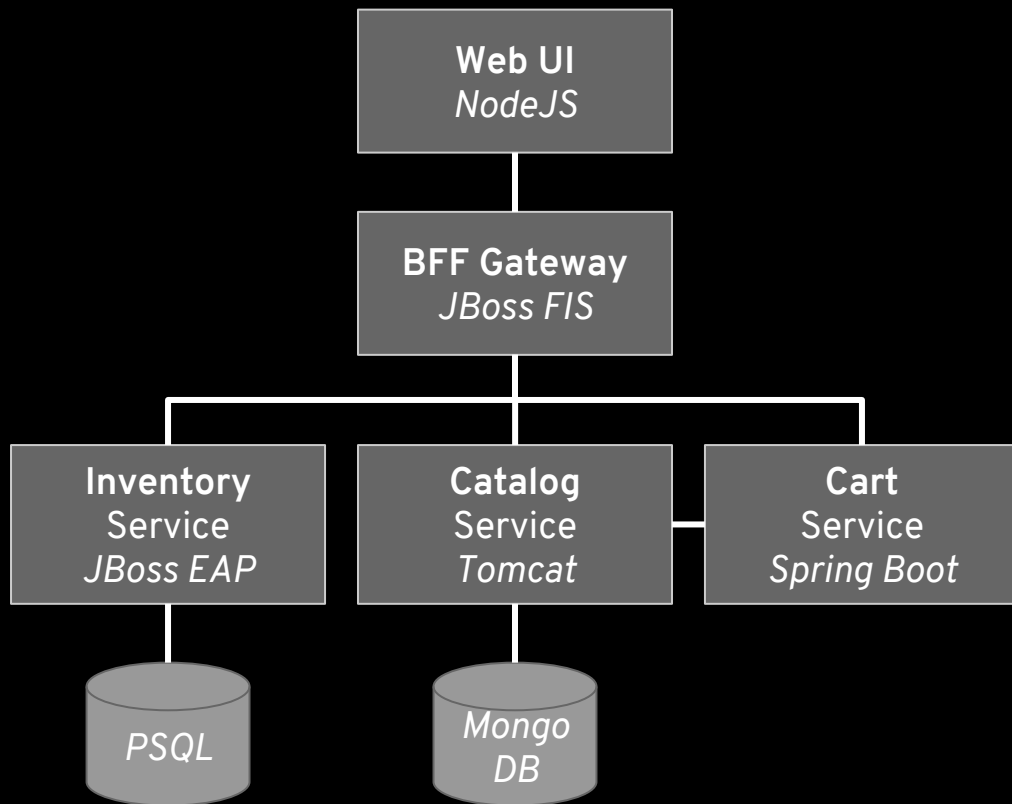 Web UI
NodeJS
BFF Gateway
JBoss FIS
Inventory
Service
JBoss EAP
Catalog
Service
Tomcat
Cart
Service
Spring Boot
PSQL
Mongo
DB